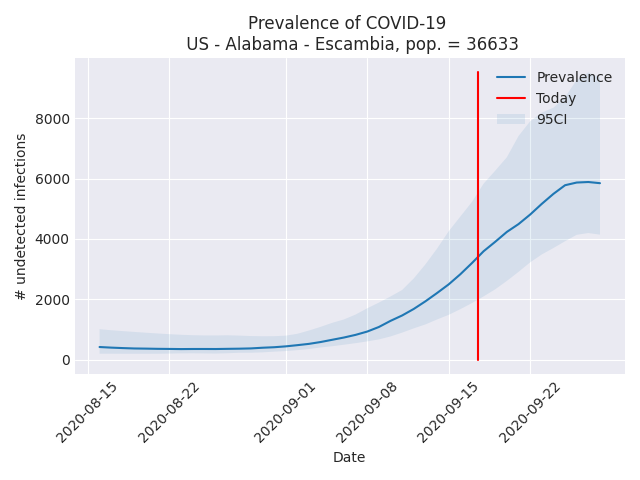 Prevalence of COVID-19
US - Alabama - Escambia, pop. = 36633
Prevalence
Today
95CI
# undetected infections
8000
6000
4000
2000
0
2020-08-15
2020-08-22
2020-09-01
2020-09-08
2020-09-15
2020-09-22
Date